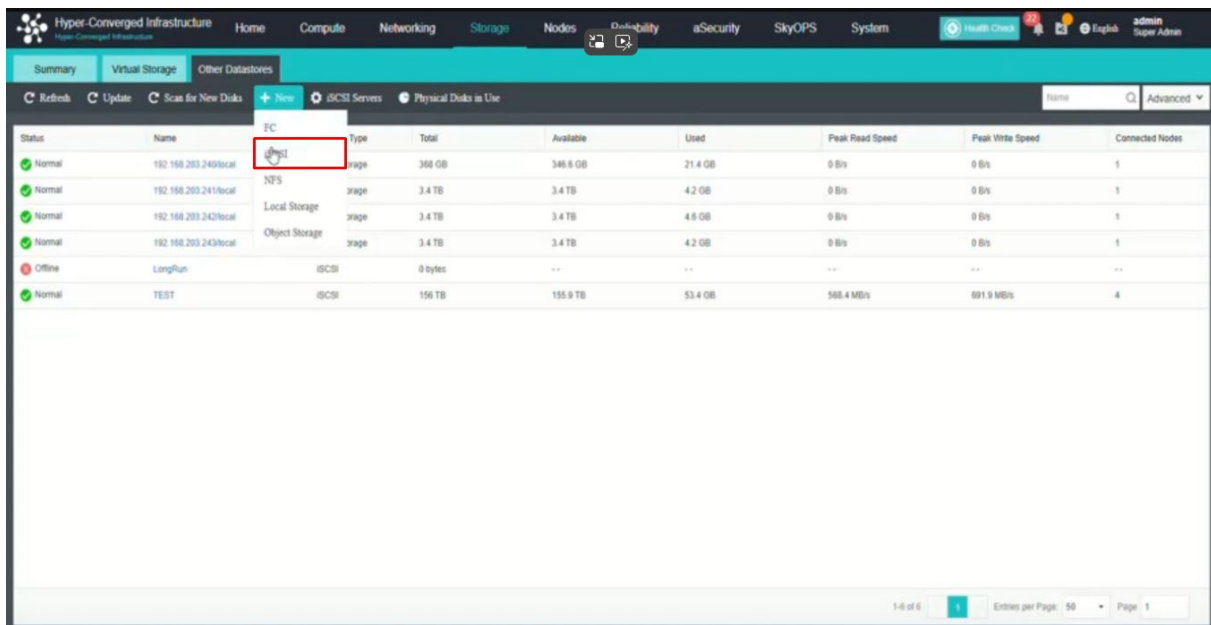 Hyper-Converged Infrastructure
Hyper-Converged Infrastructure
Home Compute Networking Storage Nodes Reliability aSecurity SkyOPS System
Health Check 22 English admin
Super Admin
Summary Virtual Storage Other Datastores
Refresh Update Scan for New Disks New iSCSI Servers Physical Disks in Use Name Advanced
FC
iSCSI
NFS
Local Storage
Object Storage
Status Name Type Total Available Used Peak Read Speed Peak Write Speed Connected Nodes
Normal 192.168.203.240/local 368 GB 346.6 GB 21.4 GB 0 B/s 0 B/s 1
Normal 192.168.203.241/local 3.4 TB 3.4 TB 4.2 GB 0 B/s 0 B/s 1
Normal 192.168.203.242/local 3.4 TB 3.4 TB 4.6 GB 0 B/s 0 B/s 1
Normal 192.168.203.243/local 3.4 TB 3.4 TB 4.2 GB 0 B/s 0 B/s 1
Offline LongRun iSCSI 0 bytes - - - - - - - - - -
Normal TEST iSCSI 156 TB 155.9 TB 53.4 GB 568.4 MB/s 691.9 MB/s 4
1-6 of 6 1 Entries per Page: 50 Page 1